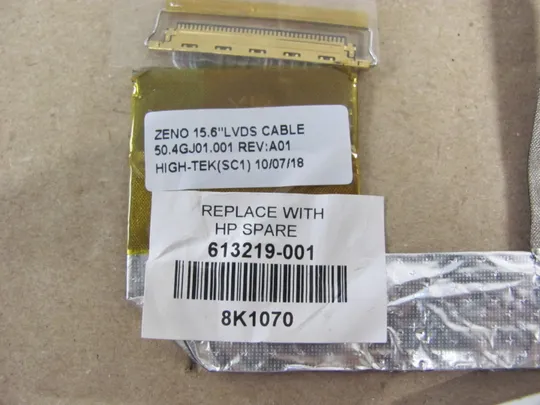 ZENO 15.6"LVDS CABLE
50.4GJ01.001 REV:A01
HIGH-TEK(SC1) 10/07/18
REPLACE WITH
HP SPARE
613219-001
8K1070